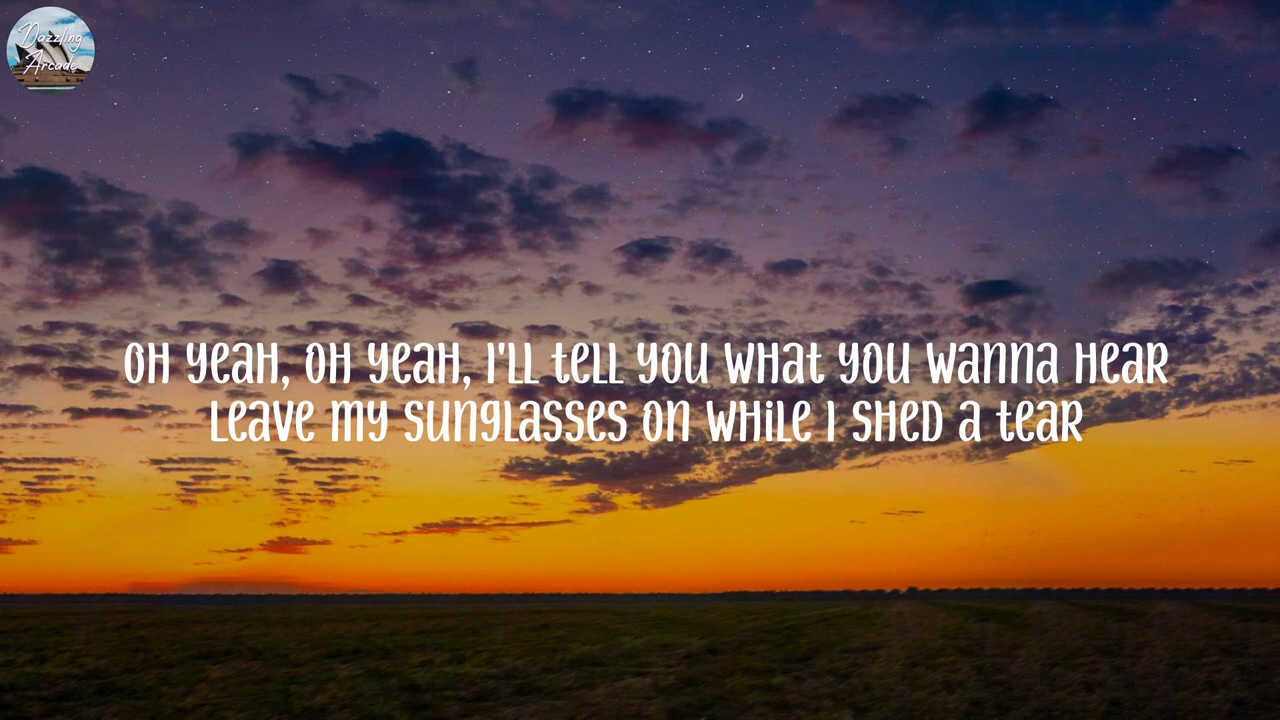 Dazzling
Arcade
OH YEAH, OH YEAH, I'LL TELL YOU WHAT YOU WANNA HEAR
LEAVE MY SUNGLASSES ON WHILE I SHED A TEAR